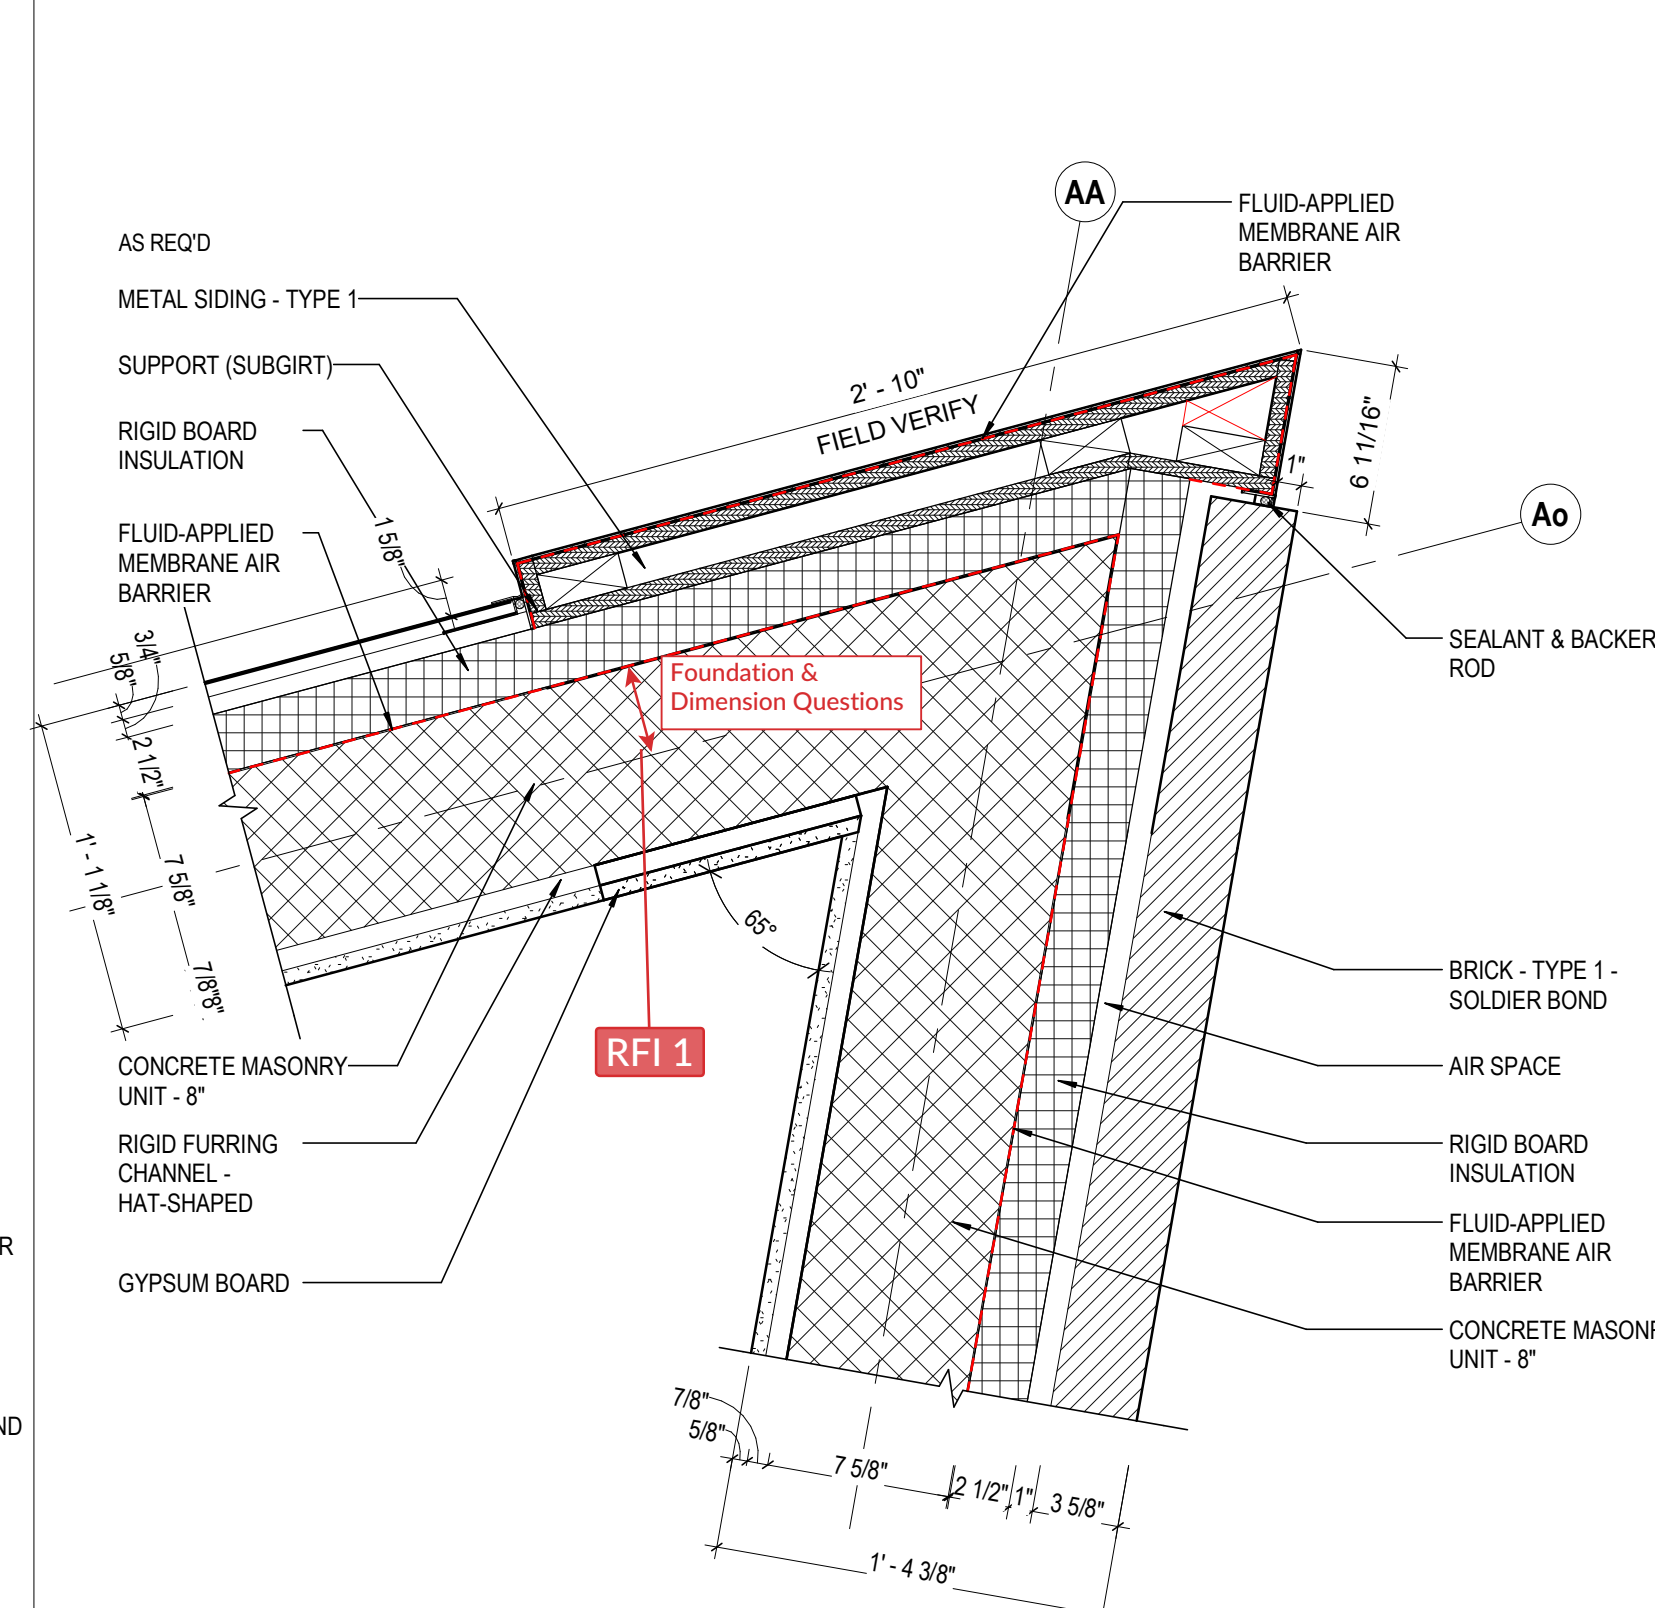 AA
FLUID-APPLIED
MEMBRANE AIR
BARRIER
AS REQ'D
METAL SIDING - TYPE 1
SUPPORT (SUBGIRT)
RIGID BOARD
INSULATION
FLUID-APPLIED
MEMBRANE AIR
BARRIER
2' - 10"
FIELD VERIFY
6 11/16"
1"
Ao
1 5/8"
3/4"
5/8"
2 1/2"
7 5/8"
1' - 1 1/8"
SEALANT & BACKER
ROD
Foundation &
Dimension Questions
65°
RFI 1
CONCRETE MASONRY
UNIT - 8"
RIGID FURRING
CHANNEL -
HAT-SHAPED
GYPSUM BOARD
BRICK - TYPE 1 -
SOLDIER BOND
AIR SPACE
RIGID BOARD
INSULATION
FLUID-APPLIED
MEMBRANE AIR
BARRIER
CONCRETE
UNIT - 8"
7/8"
5/8"
7 5/8"
2 1/2"
1"
3 5/8"
1' - 4 3/8"